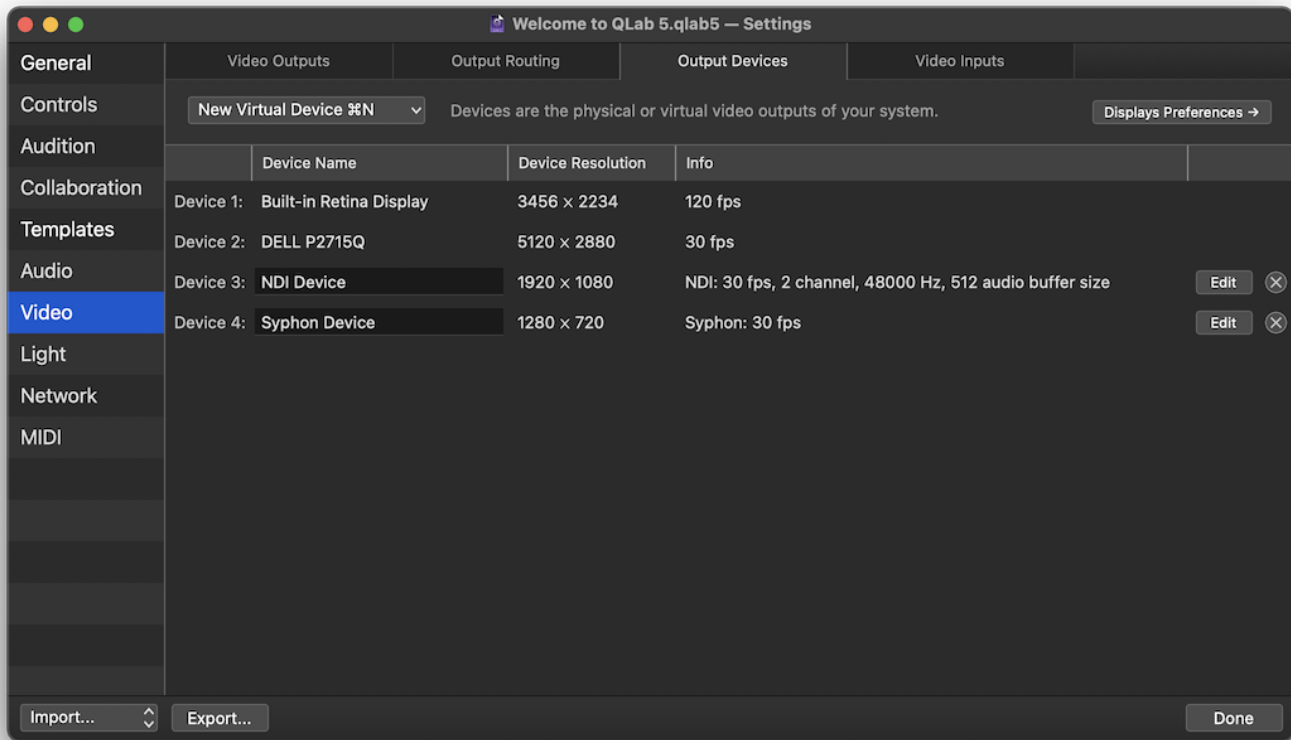 Welcome to QLab 5.qlab5 — Settings
General
Controls
Audition
Collaboration
Templates
Audio
Video
Light
Network
MIDI
Video Outputs
Output Routing
Output Devices
Video Inputs
New Virtual Device ⌘N
Devices are the physical or virtual video outputs of your system.
Displays Preferences →
Device Name Device Resolution Info
Device 1: Built-in Retina Display 3456 × 2234 120 fps
Device 2: DELL P2715Q 5120 × 2880 30 fps
Device 3: NDI Device 1920 × 1080 NDI: 30 fps, 2 channel, 48000 Hz, 512 audio buffer size Edit
Device 4: Syphon Device 1280 × 720 Syphon: 30 fps Edit
Import...
Export...
Done